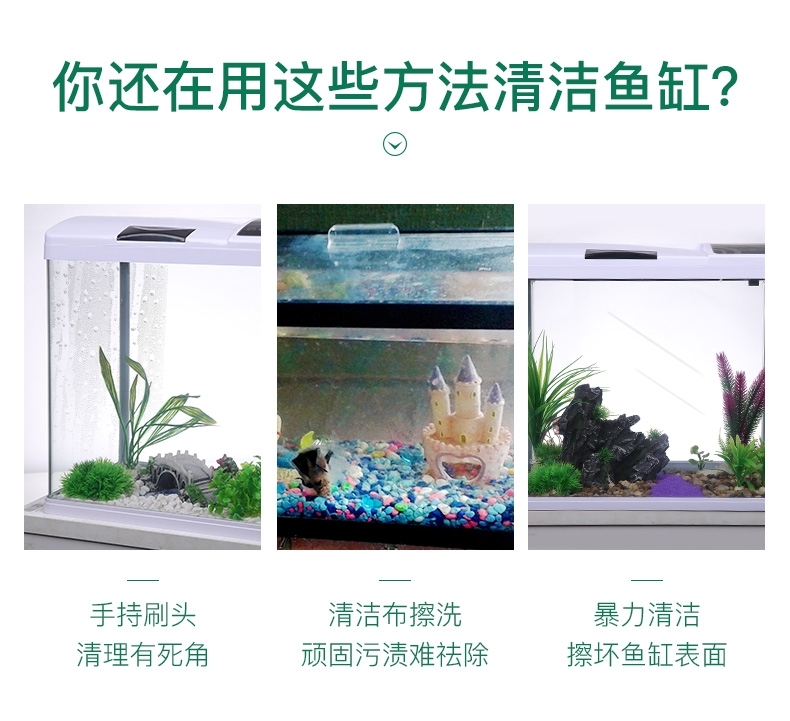 你还在用这些方法清洁鱼缸?
手持刷头
清理有死角
清洁布擦洗
顽固污渍难祛除
暴力清洁
擦坏鱼缸表面